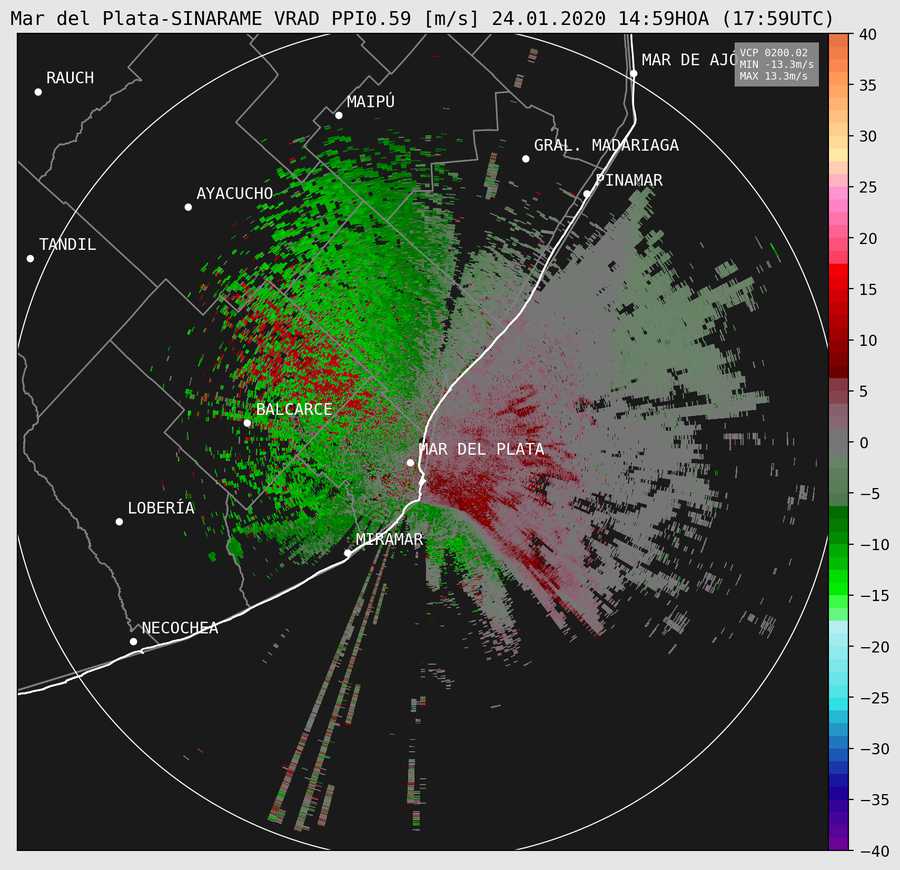 Mar del Plata-SINARAME VRAD PPI0.59 [m/s] 24.01.2020 14:59HOA (17:59UTC)
MAR DE AJÓ
VCP 0200.02
MIN -13.3m/s
MAX 13.3m/s
RAUCH
MAIPÚ
GRAL. MADARIAGA
PINAMAR
AYACUCHO
TANDIL
BALCARCE
MAR DEL PLATA
LOBERÍA
MIRAMAR
NECOCHEA
40
35
30
25
20
15
10
5
0
−5
−10
−15
−20
−25
−30
−35
−40